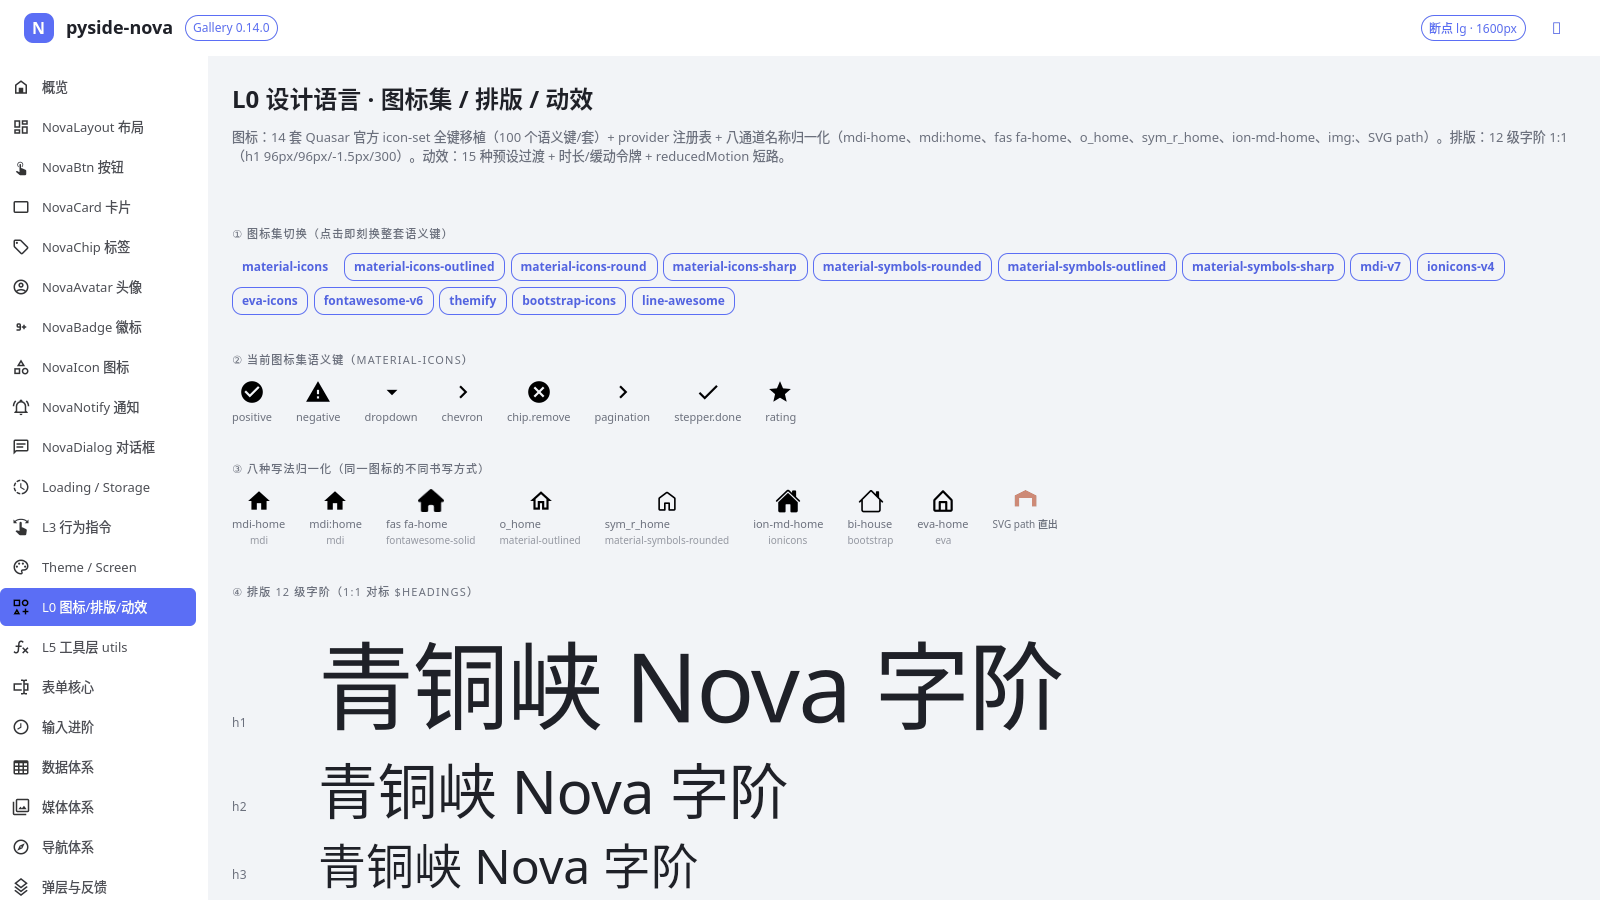 N pyside-nova Gallery 0.14.0 断点 lg · 1600px
概览
NovaLayout 布局
NovaBtn 按钮
NovaCard 卡片
NovaChip 标签
NovaAvatar 头像
NovaBadge 徽标
NovaIcon 图标
NovaNotify 通知
NovaDialog 对话框
Loading / Storage
L3 行为指令
Theme / Screen
L0 图标/排版/动效
L5 工具层 utils
表单核心
输入进阶
数据体系
媒体体系
导航体系
弹层与反馈
L0 设计语言 · 图标集 / 排版 / 动效
图标：14 套 Quasar 官方 icon-set 全键移植（100 个语义键/套）+ provider 注册表 + 八通道名称归一化（mdi-home、mdi:home、fas fa-home、o_home、sym_r_home、ion-md-home、img:、SVG path）。排版：12 级字阶 1:1
（h1 96px/96px/-1.5px/300）。动效：15 种预设过渡 + 时长/缓动令牌 + reducedMotion 短路。
① 图标集切换（点击即刻换整套语义键）
material-icons material-icons-outlined material-icons-round material-icons-sharp material-symbols-rounded material-symbols-outlined material-symbols-sharp mdi-v7 ionicons-v4
eva-icons fontawesome-v6 themify bootstrap-icons line-awesome
② 当前图标集语义键（MATERIAL-ICONS）
positive negative dropdown chevron chip.remove pagination stepper.done rating
③ 八种写法归一化（同一图标的不同书写方式）
mdi-home mdi:home fas fa-home o_home sym_r_home ion-md-home bi-house eva-home SVG path 直出
mdi mdi fontawesome-solid material-outlined material-symbols-rounded ionicons bootstrap eva
④ 排版 12 级字阶（1:1 对标 $HEADINGS）
h1 青铜峡 Nova 字阶
h2 青铜峡 Nova 字阶
h3 青铜峡 Nova 字阶